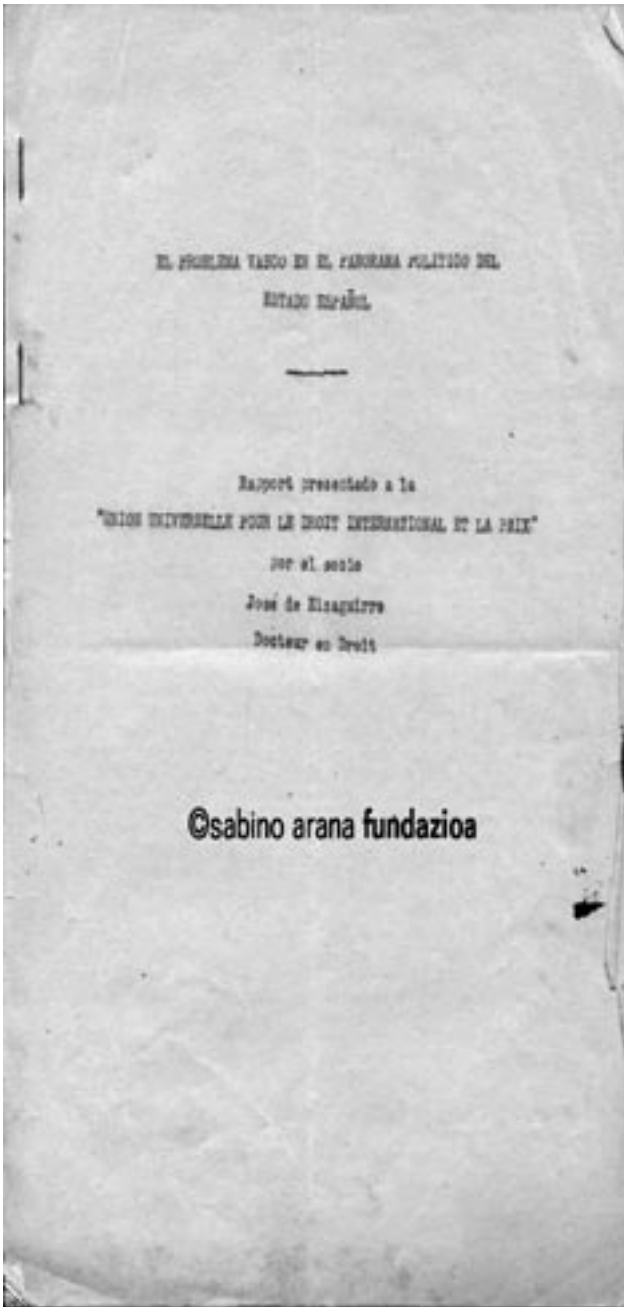 EL PROBLEMA VASCO EN EL PANORAMA POLITICO DEL
ESTADO ESPAÑOL
Rapport presentado a la
"UNION UNIVERSELLE POUR LE DROIT INTERNATIONAL ET LA PAIX"
por el socio
José de Eizaguirre
Docteur en Droit
©sabino arana fundazioa